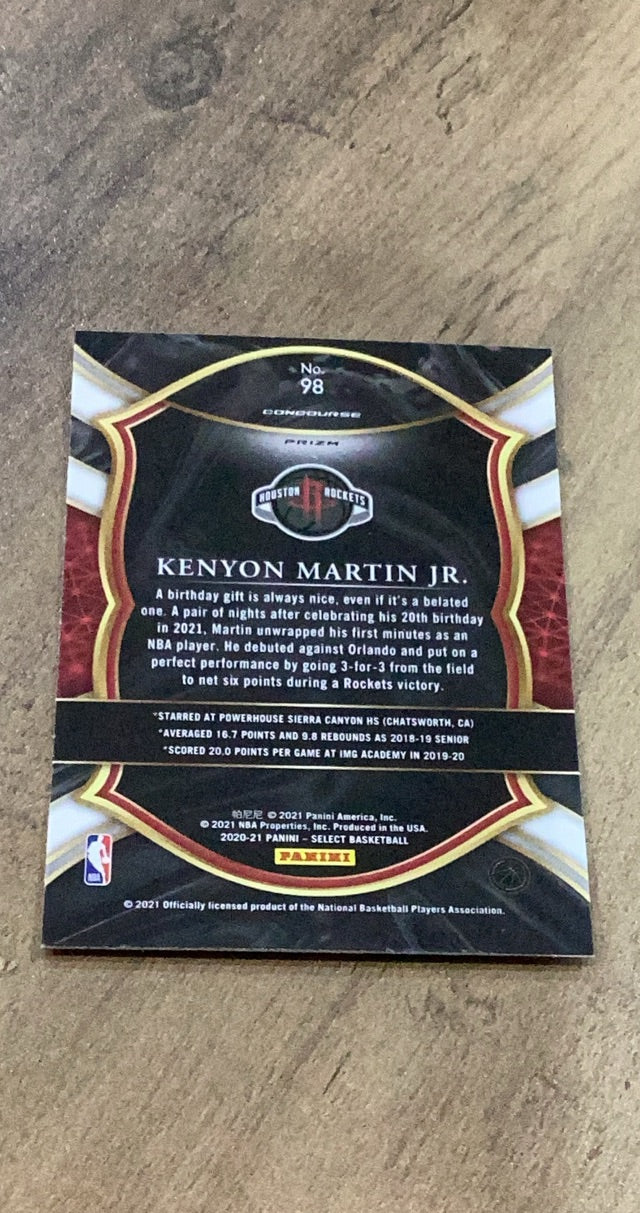 No.
98
CONCOURSE
PRIZM
HOUSTON ROCKETS
KENYON MARTIN JR.
A birthday gift is always nice, even if it's a belated
one. A pair of nights after celebrating his 20th birthday
in 2021, Martin unwrapped his first minutes as an
NBA player. He debuted against Orlando and put on a
perfect performance by going 3-for-3 from the field
to net six points during a Rockets victory.
*STARRED AT POWERHOUSE SIERRA CANYON HS (CHATSWORTH, CA)
*AVERAGED 16.7 POINTS AND 9.8 REBOUNDS AS 2018-19 SENIOR
*SCORED 20.0 POINTS PER GAME AT IMG ACADEMY IN 2019-20
帕尼尼 © 2021 Panini America, Inc.
© 2021 NBA Properties, Inc. Produced in the USA.
2020-21 PANINI – SELECT BASKETBALL
PANINI
NBA
© 2021 Officially licensed product of the National Basketball Players Association.